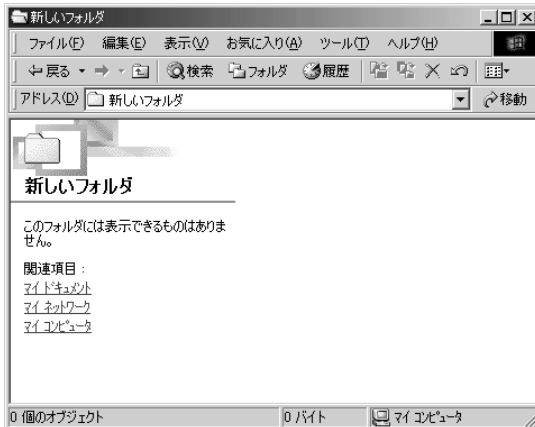 新しいフォルダ
ファイル(F) 編集(E) 表示(V) お気に入り(A) ツール(T) ヘルプ(H)
戻る 検索 フォルダ 履歴
アドレス(D) 新しいフォルダ 移動
新しいフォルダ
このフォルダには表示できるものはありま
せん。
関連項目:
マイ ドキュメント
マイ ネットワーク
マイ コンピュータ
0 個のオブジェクト 0 バイト マイ コンピュータ